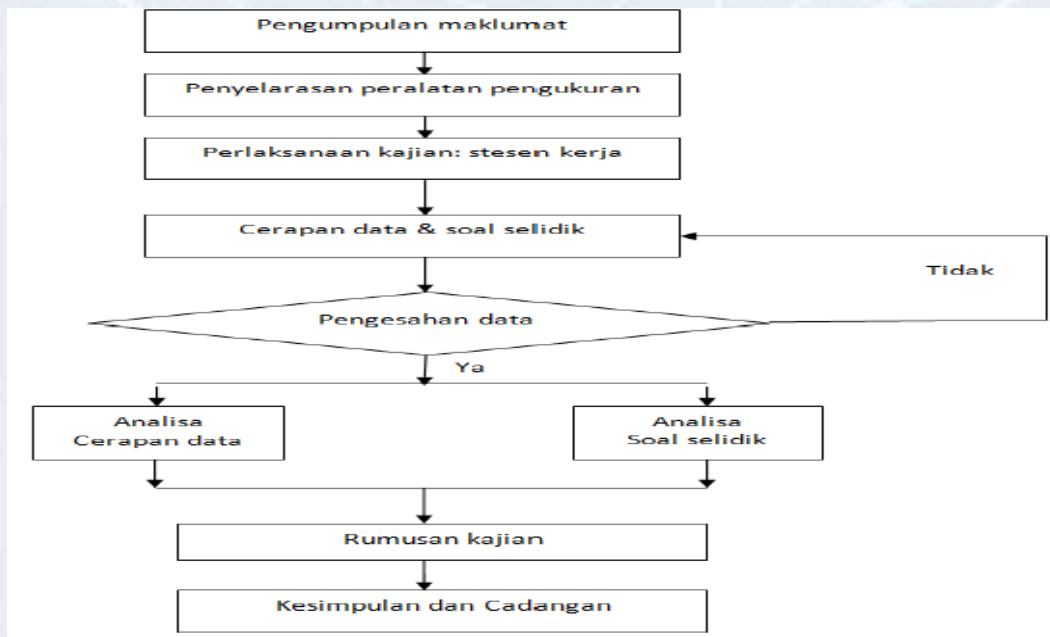 Pengumpulan maklumat
Penyelarasan peralatan pengukuran
Perlaksanaan kajian: stesen kerja
Cerapan data & soal selidik
Tidak
Pengesahan data
Ya
Analisa
Cerapan data
Analisa
Soal selidik
Rumusan kajian
Kesimpulan dan Cadangan